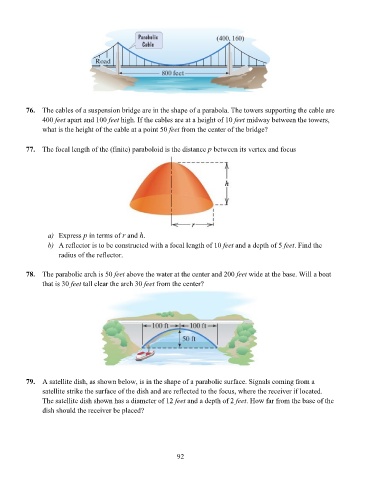 Parabolic
Cable
(400, 160)
Road
800 feet
76. The cables of a suspension bridge are in the shape of a parabola. The towers supporting the cable are
400 feet apart and 100 feet high. If the cables are at a height of 10 feet midway between the towers,
what is the height of the cable at a point 50 feet from the center of the bridge?
77. The focal length of the (finite) paraboloid is the distance p between its vertex and focus
h
r
a) Express p in terms of r and h.
b) A reflector is to be constructed with a focal length of 10 feet and a depth of 5 feet. Find the
radius of the reflector.
78. The parabolic arch is 50 feet above the water at the center and 200 feet wide at the base. Will a boat
that is 30 feet tall clear the arch 30 feet from the center?
100 ft 100 ft
50 ft
79. A satellite dish, as shown below, is in the shape of a parabolic surface. Signals coming from a
satellite strike the surface of the dish and are reflected to the focus, where the receiver if located.
The satellite dish shown has a diameter of 12 feet and a depth of 2 feet. How far from the base of the
dish should the receiver be placed?
92